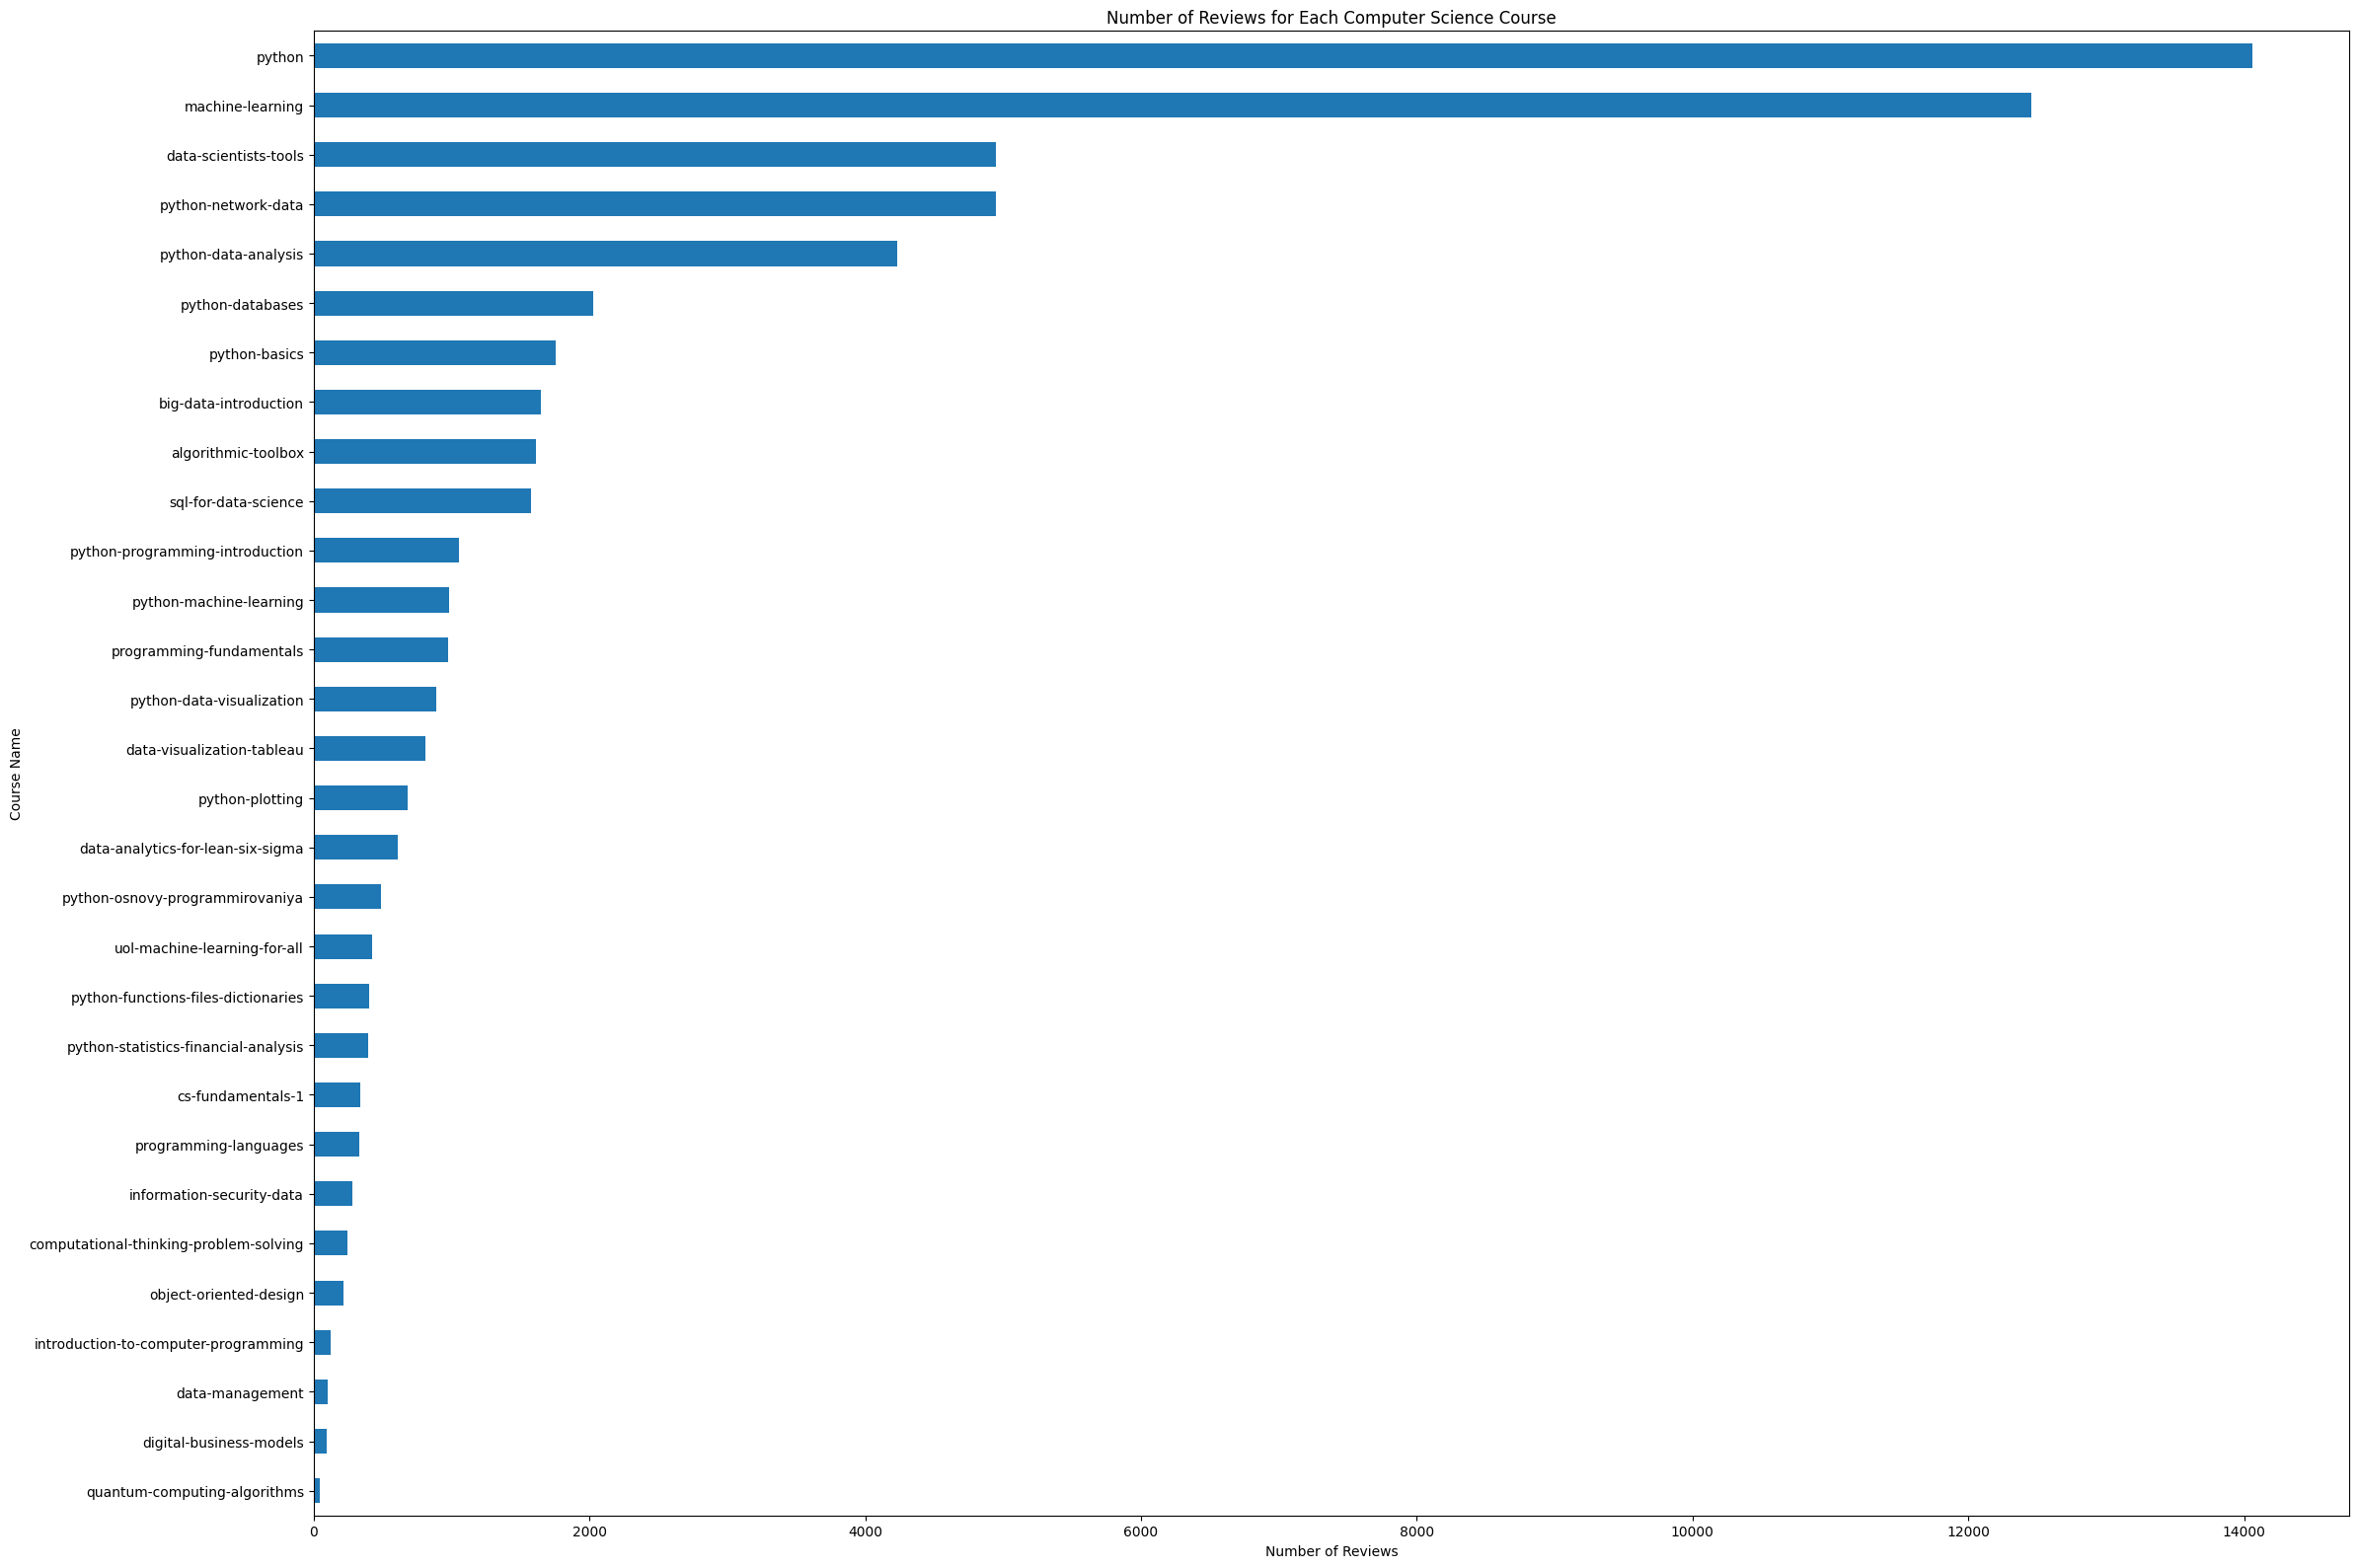 Number of Reviews for Each Computer Science Course
python
machine-learning
data-scientists-tools
python-network-data
python-data-analysis
python-databases
python-basics
big-data-introduction
algorithmic-toolbox
sql-for-data-science
python-programming-introduction
python-machine-learning
programming-fundamentals
python-data-visualization
data-visualization-tableau
python-plotting
data-analytics-for-lean-six-sigma
python-osnovy-programmirovaniya
uol-machine-learning-for-all
python-functions-files-dictionaries
python-statistics-financial-analysis
cs-fundamentals-1
programming-languages
information-security-data
computational-thinking-problem-solving
object-oriented-design
introduction-to-computer-programming
data-management
digital-business-models
quantum-computing-algorithms
Course Name
0 2000 4000 6000 8000 10000 12000 14000
Number of Reviews